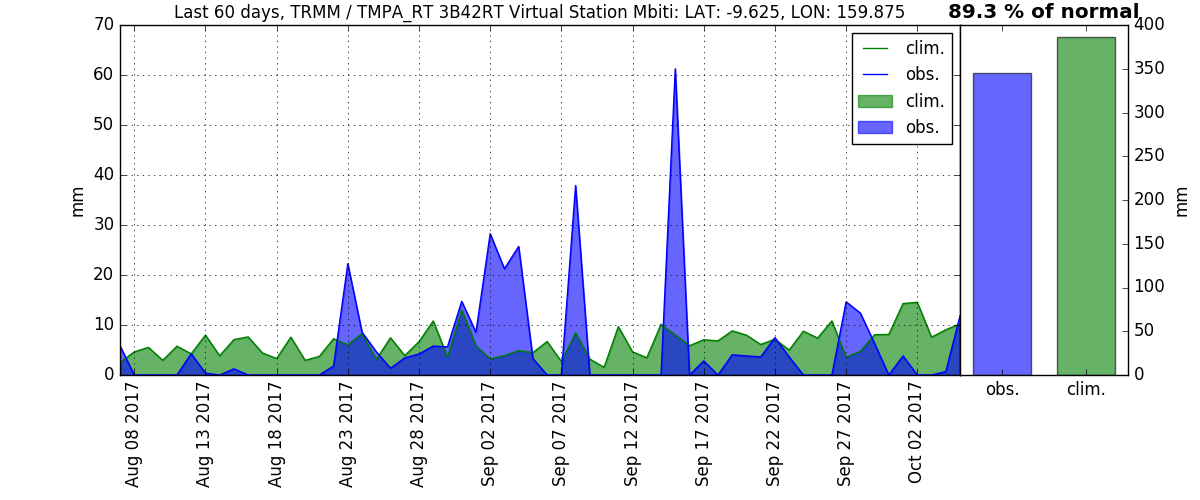 Last 60 days, TRMM / TMPA_RT 3B42RT Virtual Station Mbiti: LAT: -9.625, LON: 159.875
89.3 % of normal
clim.
obs.
clim.
obs.
70
60
50
40
30
20
10
0
mm
Aug 08 2017
Aug 13 2017
Aug 18 2017
Aug 23 2017
Aug 28 2017
Sep 02 2017
Sep 07 2017
Sep 12 2017
Sep 17 2017
Sep 22 2017
Sep 27 2017
Oct 02 2017
400
350
300
250
200
150
100
50
0
mm
obs.
clim.